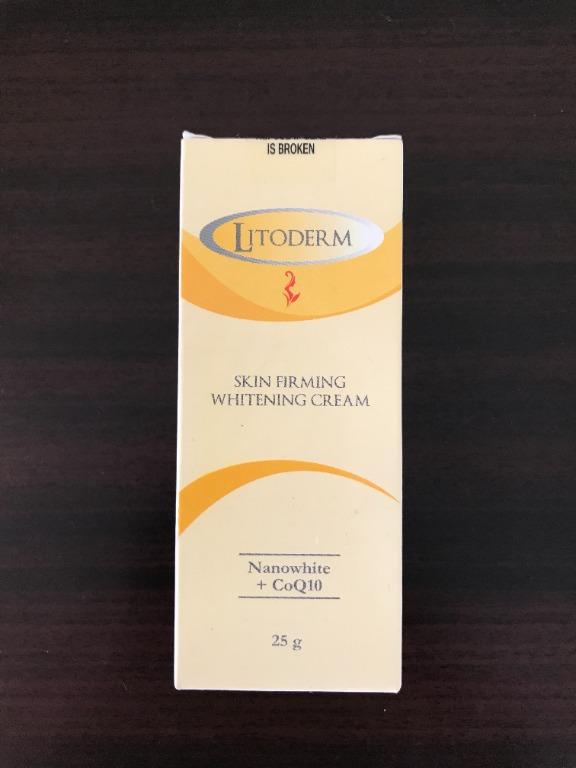 IS BROKEN
LITODERM
SKIN FIRMING
WHITENING CREAM
Nanowhite
+ CoQ10
25 g